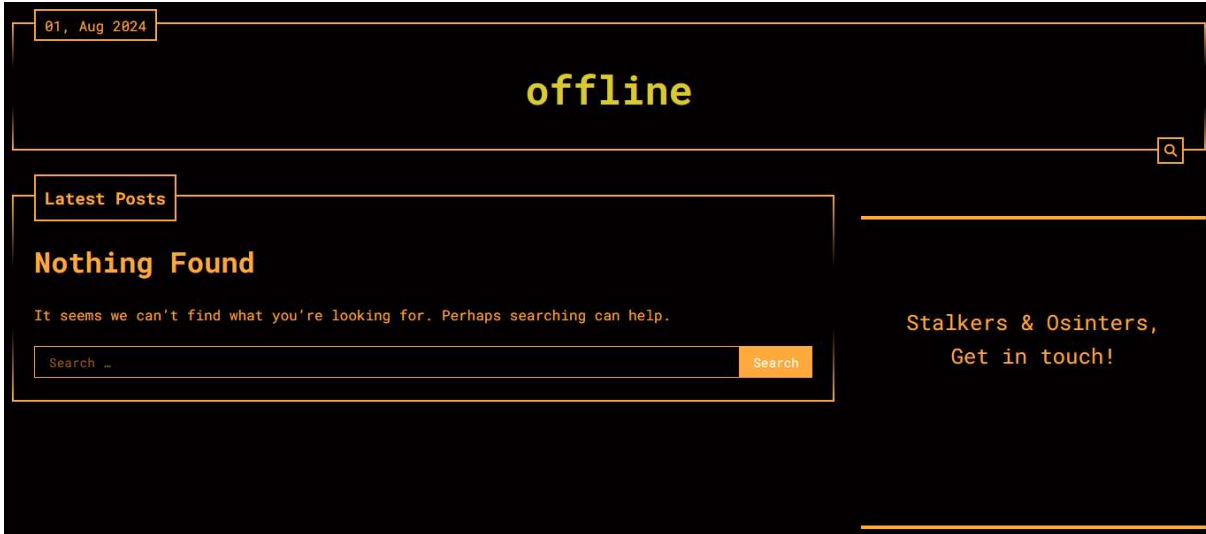 01, Aug 2024
offline
Latest Posts
Nothing Found
It seems we can’t find what you’re looking for. Perhaps searching can help.
Search …
Search
Stalkers & Osinters,
Get in touch!